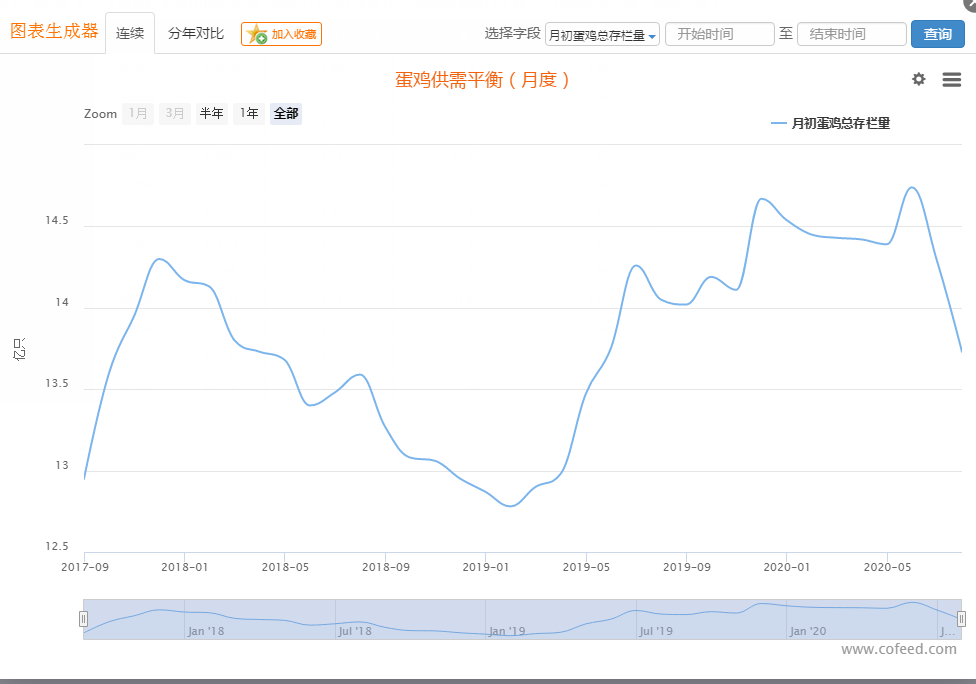 图表生成器 连续 分年对比 加入收藏 选择字段 月初蛋鸡总存栏量 开始时间 至 结束时间 查询
蛋鸡供需平衡（月度）
Zoom 1月 3月 半年 1年 全部
月初蛋鸡总存栏量
14.5
14
亿只
13.5
13
12.5
2017-09 2018-01 2018-05 2018-09 2019-01 2019-05 2019-09 2020-01 2020-05
Jan '18 Jul '18 Jan '19 Jul '19 Jan '20 J...
www.cofeed.com